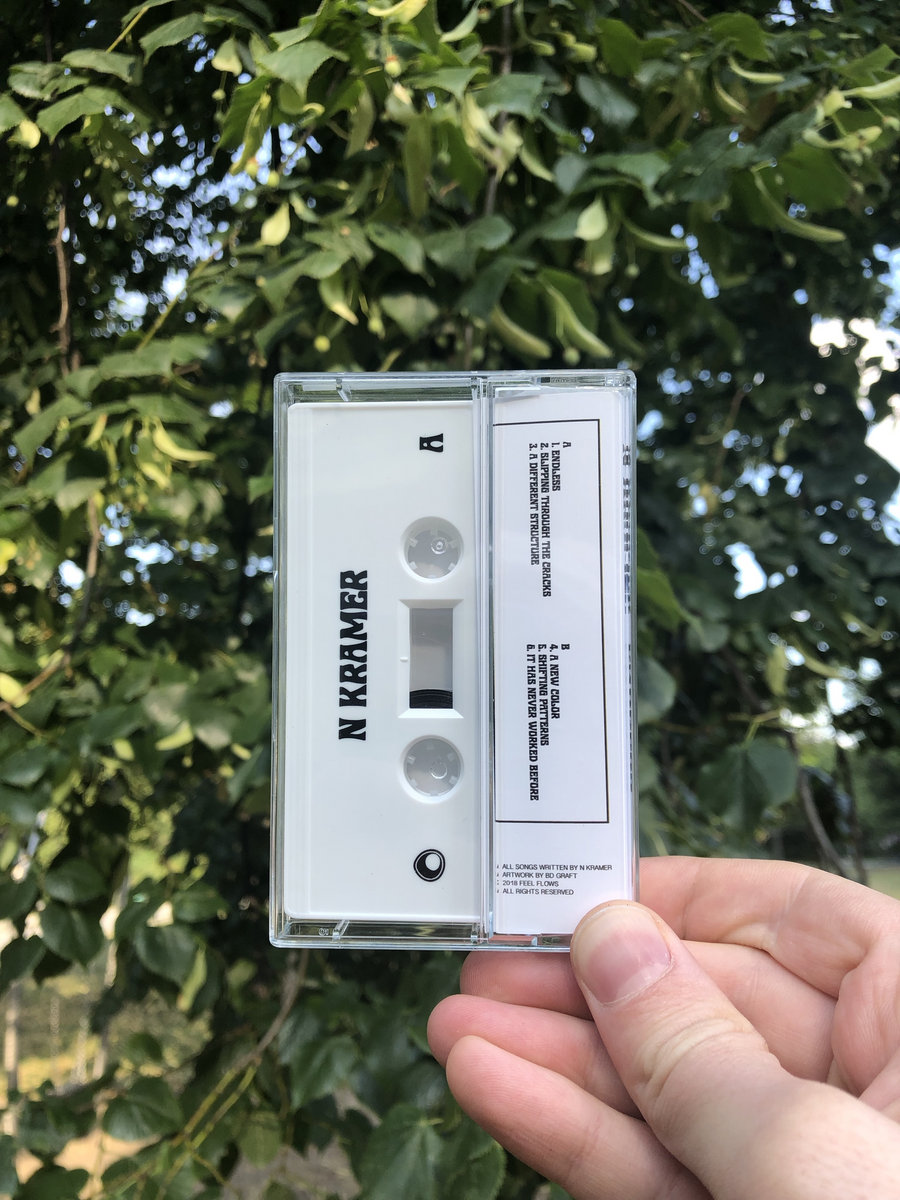 A
N KRAMER
A
1. ENDLESS
2. SLIPPING THROUGH THE CRACKS
3. A DIFFERENT STRUCTURE
B
4. A NEW COLOR
5. SHIFTING PATTERNS
6. IT HAS NEVER WORKED BEFORE
ALL SONGS WRITTEN BY N KRAMER
ARTWORK BY BD GRAFT
2018 FEEL FLOWS
ALL RIGHTS RESERVED